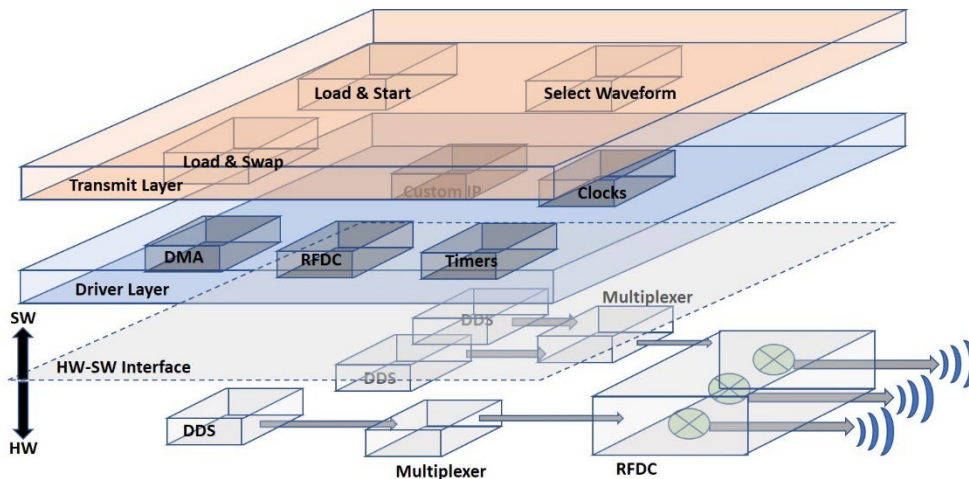 Load & Start
Select Waveform
Load & Swap
Transmit Layer
Custom IP
Clocks
DMA
RFDC
Timers
Driver Layer
Multiplexer
SW
DDS
HW-SW Interface
DDS
DDS
HW
Multiplexer
RFDC